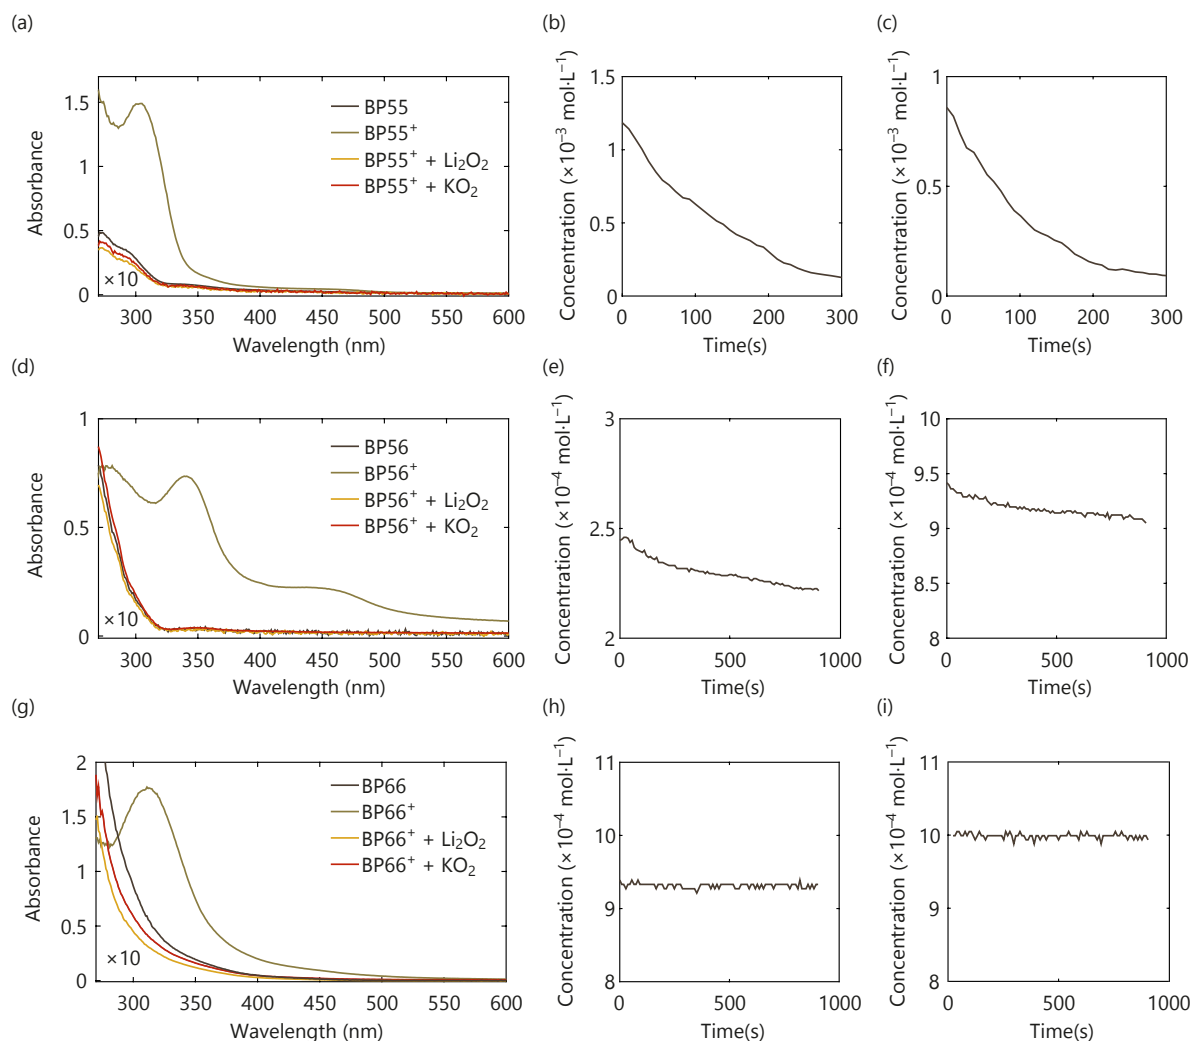 (a)
1.5
1
0.5
0
Absorbance
BP55
BP55⁺
BP55⁺ + Li₂O₂
BP55⁺ + KO₂
×10
300 350 400 450 500 550 600
Wavelength (nm)
(b)
1.5
1
0.5
0
Concentration (×10⁻³ mol·L⁻¹)
0 100 200 300
Time(s)
(c)
1
0.5
0
Concentration (×10⁻³ mol·L⁻¹)
0 100 200 300
Time(s)
(d)
1
0.5
0
Absorbance
BP56
BP56⁺
BP56⁺ + Li₂O₂
BP56⁺ + KO₂
×10
300 350 400 450 500 550 600
Wavelength (nm)
(e)
3
2.5
2
Concentration (×10⁻⁴ mol·L⁻¹)
0 500 1000
Time(s)
(f)
10
9.5
9
8.5
8
Concentration (×10⁻⁴ mol·L⁻¹)
0 500 1000
Time(s)
(g)
2
1.5
1
0.5
0
Absorbance
BP66
BP66⁺
BP66⁺ + Li₂O₂
BP66⁺ + KO₂
×10
300 350 400 450 500 550 600
Wavelength (nm)
(h)
11
10
9
8
Concentration (×10⁻⁴ mol·L⁻¹)
0 500 1000
Time(s)
(i)
11
10
9
8
Concentration (×10⁻⁴ mol·L⁻¹)
0 500 1000
Time(s)